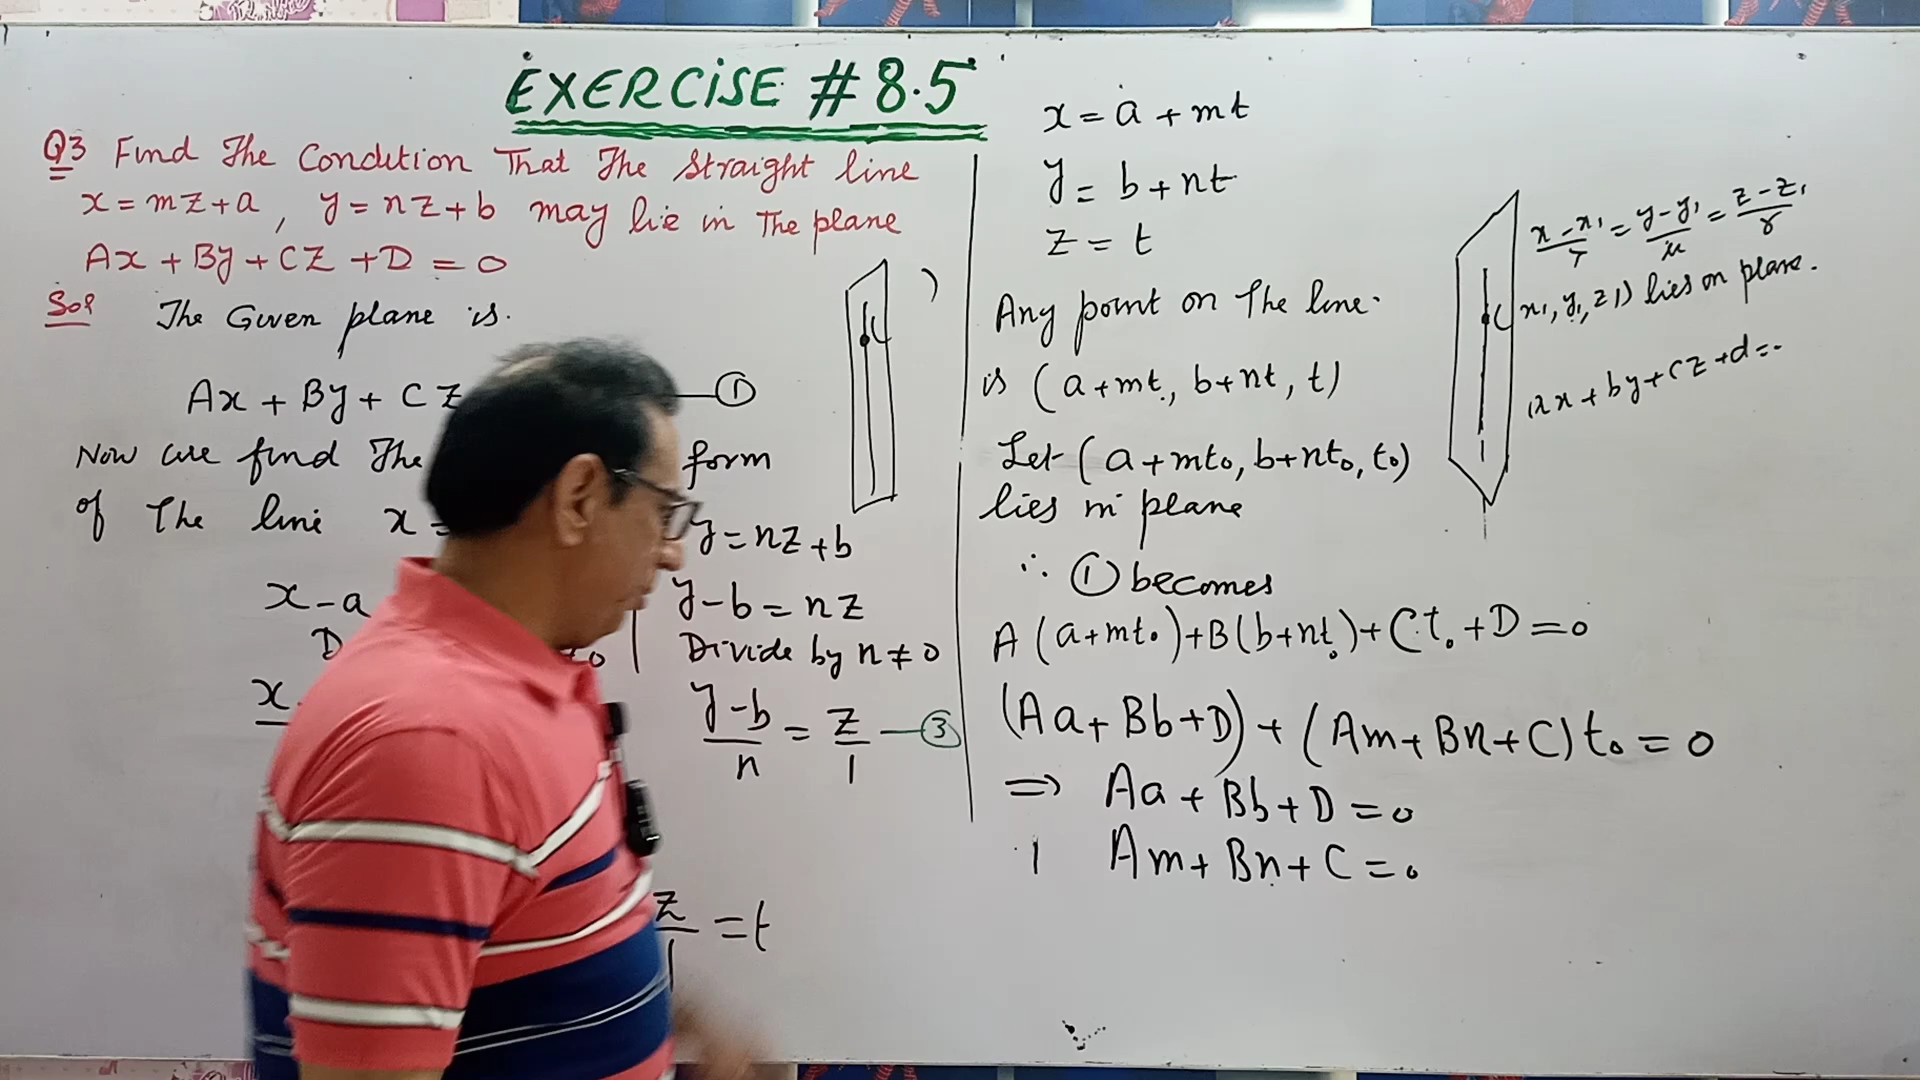 EXERCISE # 8.5
Q3 Find The Condition That The Straight line
x = mz + a , y = nz + b may lie in The plane
Ax + By + CZ + D = 0
Sol The Given plane is.
Ax + By + CZ — ①
Now we find The form
of The line x = y = nz + b
x - a y - b = nz
D Divide by n ≠ 0
x y - b / n = z / 1 — ③
z / 1 = t
x = a + mt
y = b + nt
z = t
Any point on The line.
is (a + mt, b + nt, t)
Let (a + mt₀, b + nt₀, t₀)
lies in plane
∴ ① becomes
A (a + mt₀) + B(b + nt₀) + Ct₀ + D = 0
(Aa + Bb + D) + (Am + Bn + C) t₀ = 0
⇒ Aa + Bb + D = 0
Am + Bn + C = 0
y - y₁ = z - z₁
x₁, y₁, z₁) lies on plane.
x + by + cz + d =